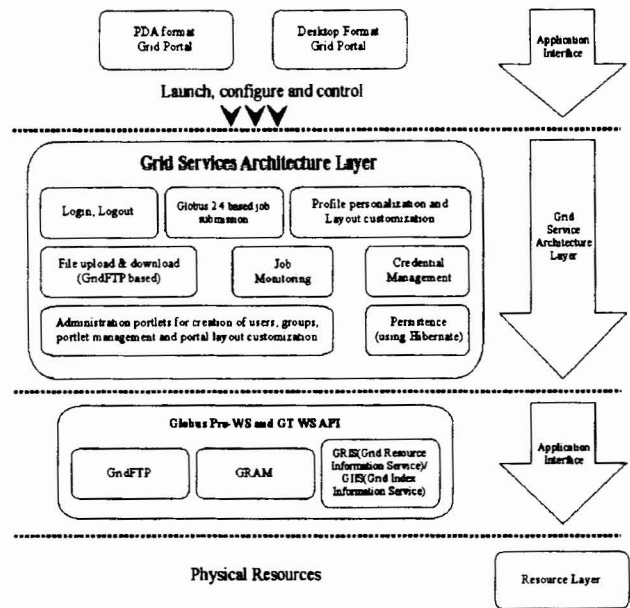 PDA format
Grid Portal
Desktop Format
Grid Portal
Application
Interface
Launch, configure and control
Grid Services Architecture Layer
Login, Logout
Globus 2.4 based job
submission
Profile personalization and
Layout customization
File upload & download
(GridFTP based)
Job
Monitoring
Credential
Management
Administration portlets for creation of users, groups,
portlet management and portal layout customization
Persistence
(using Hibernate)
Grid
Service
Architecture
Layer
Globus Pre-WS and GT WS API
GridFTP
GRAM
GRIS(Grid Resource
Information Service)/
GIIS(Grid Index
Information Service)
Application
Interface
Physical Resources
Resource Layer